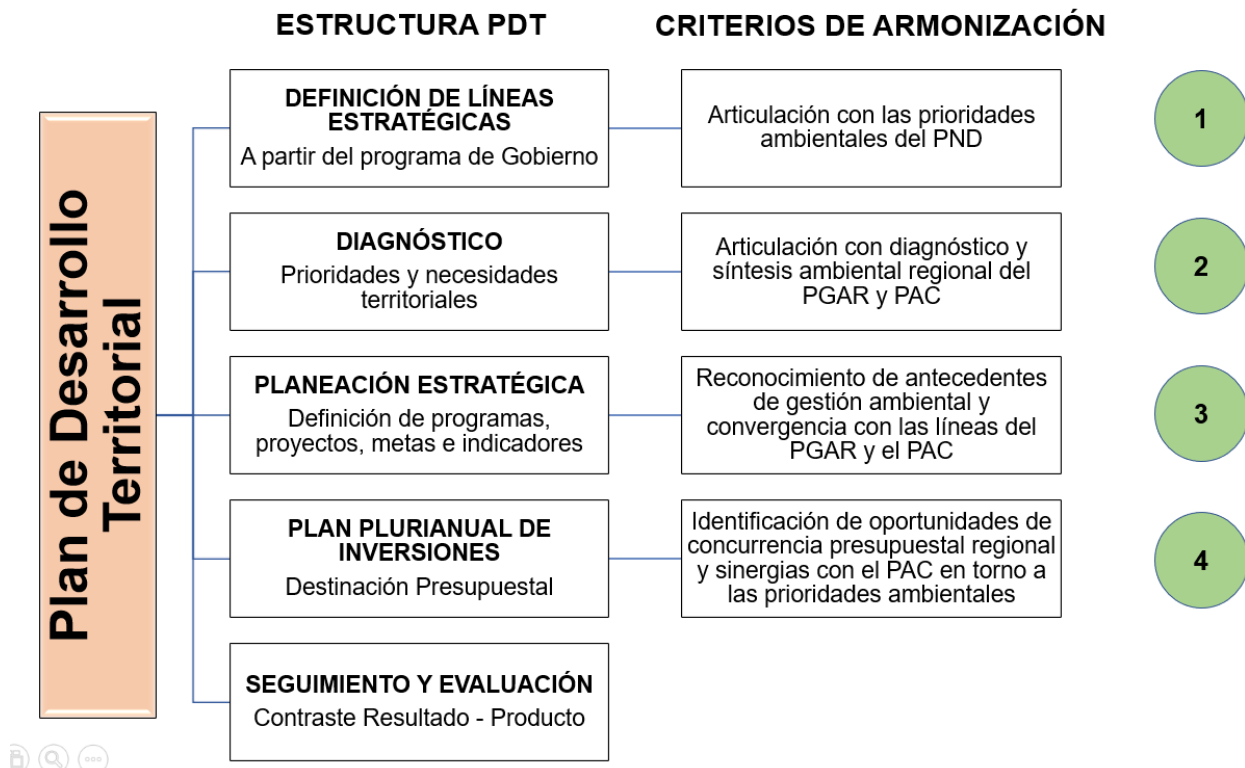 ESTRUCTURA PDT
CRITERIOS DE ARMONIZACIÓN
Plan de Desarrollo
Territorial
DEFINICIÓN DE LÍNEAS
ESTRATÉGICAS
A partir del programa de Gobierno
Articulación con las prioridades
ambientales del PND
1
DIAGNÓSTICO
Prioridades y necesidades
territoriales
Articulación con diagnóstico y
síntesis ambiental regional del
PGAR y PAC
2
PLANEACIÓN ESTRATÉGICA
Definición de programas,
proyectos, metas e indicadores
Reconocimiento de antecedentes
de gestión ambiental y
convergencia con las líneas del
PGAR y el PAC
3
PLAN PLURIANUAL DE
INVERSIONES
Destinación Presupuestal
Identificación de oportunidades de
concurrencia presupuestal regional
y sinergias con el PAC en torno a
las prioridades ambientales
4
SEGUIMIENTO Y EVALUACIÓN
Contraste Resultado - Producto